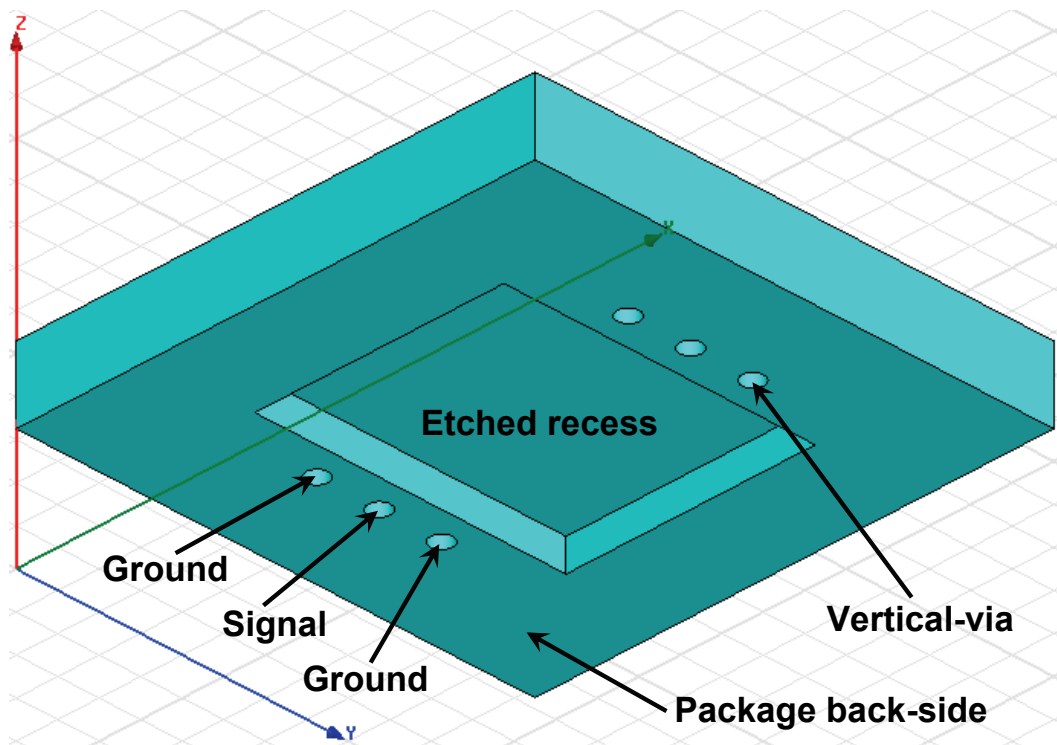 Z
X
Etched recess
Ground
Signal
Ground
Vertical-via
Package back-side
Y